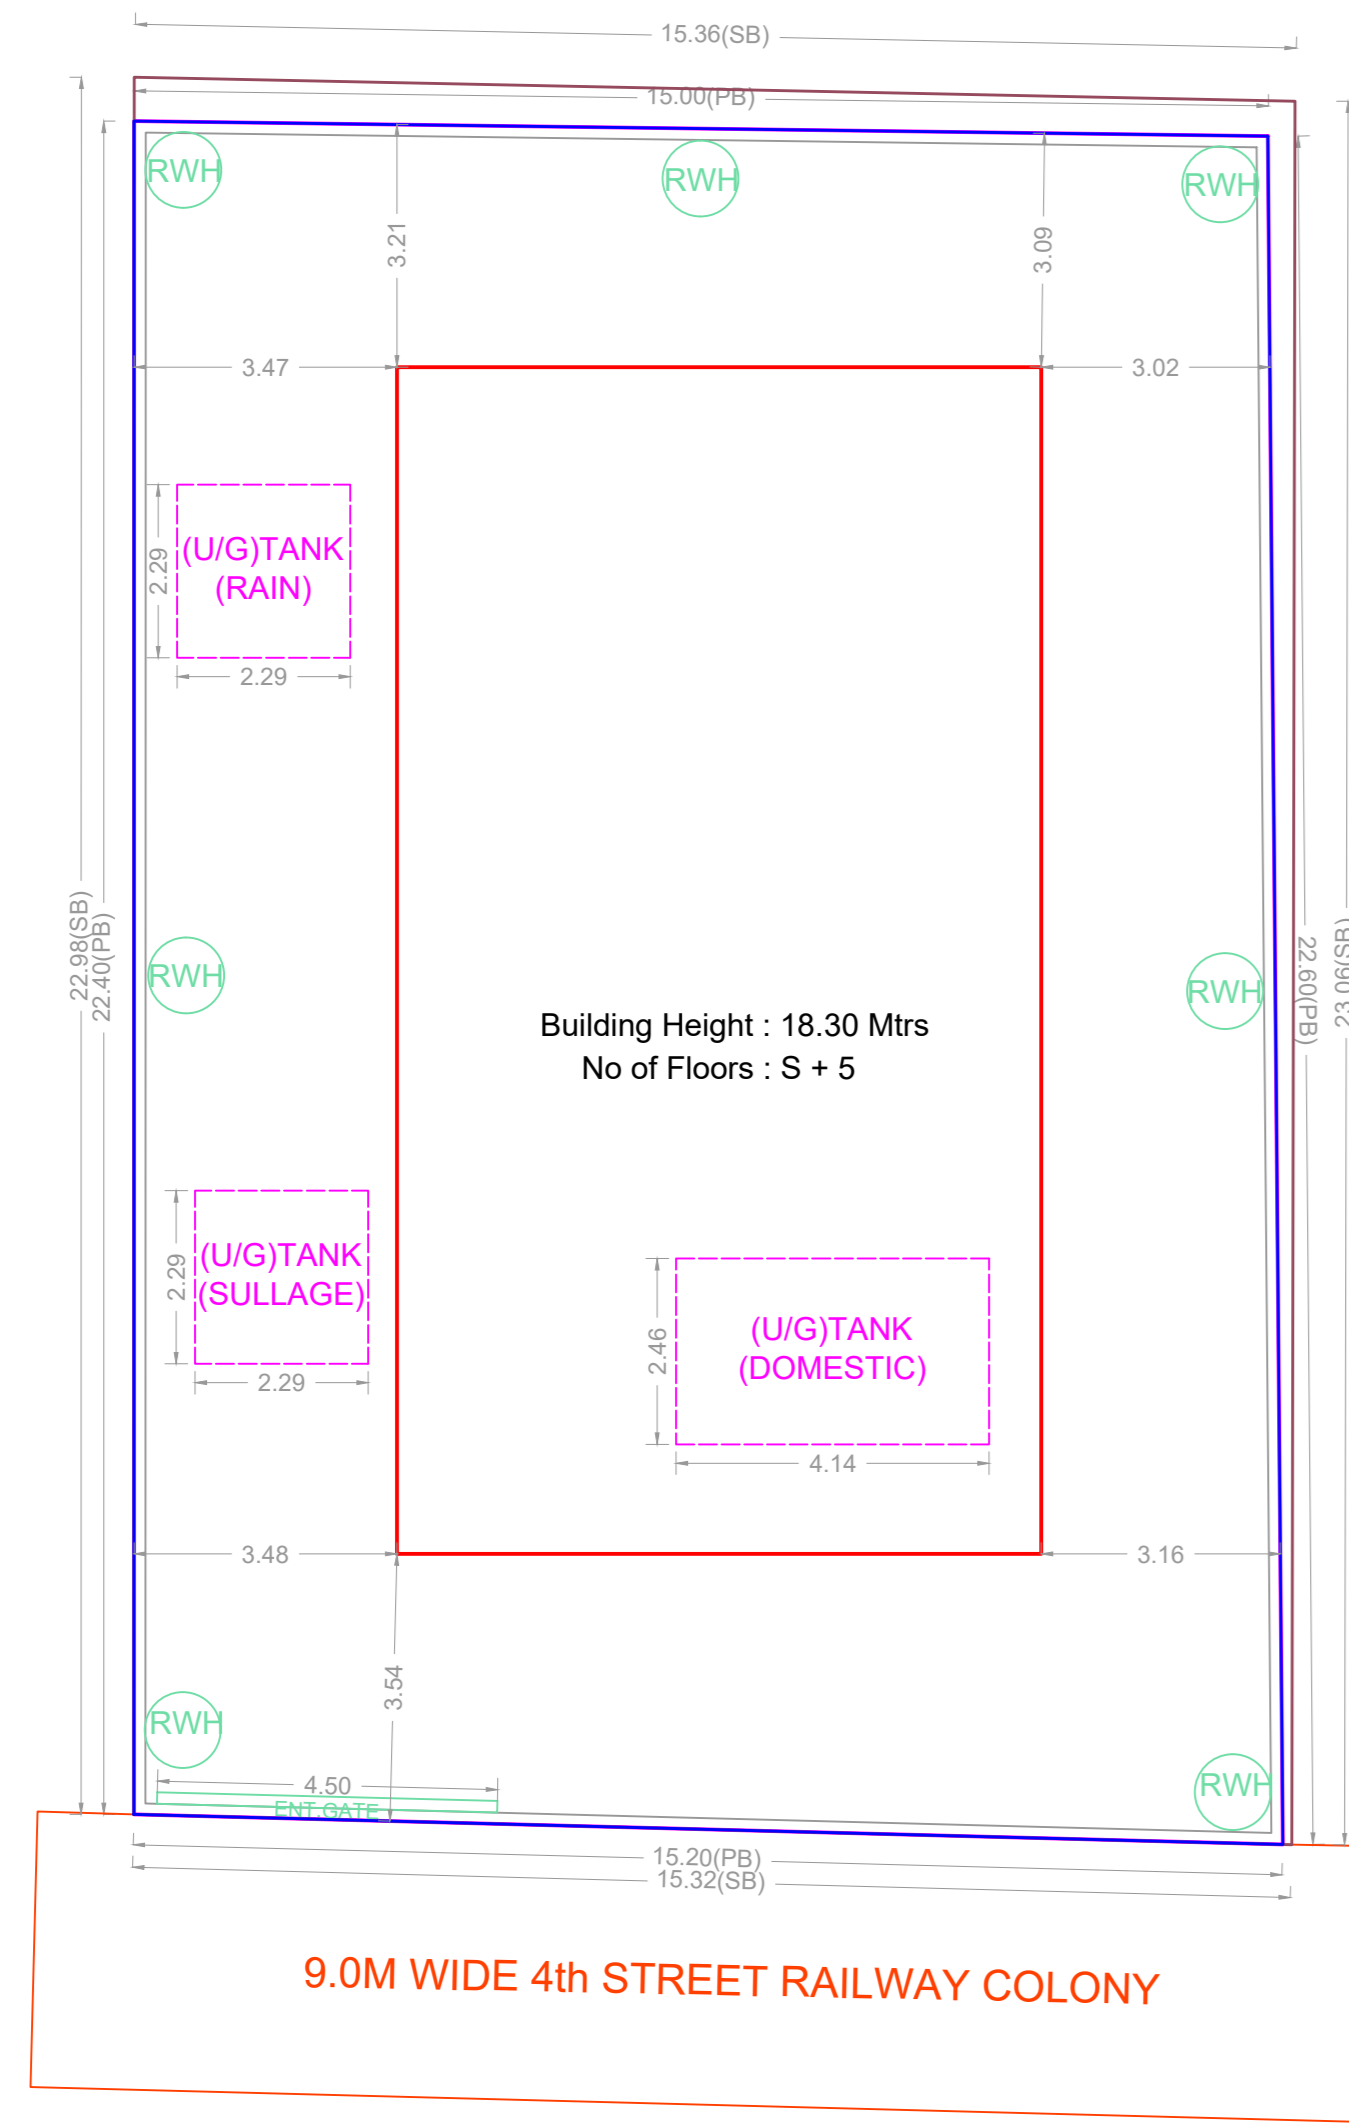 15.36(SB)
15.00(PB)
RWH
RWH
RWH
3.21
3.09
3.47
3.02
2.29
(U/G)TANK
(RAIN)
2.29
22.98(SB)
22.40(PB)
RWH
RWH
22.60(PB)
23.06(SB)
Building Height : 18.30 Mtrs
No of Floors : S + 5
2.29
(U/G)TANK
(SULLAGE)
2.29
2.46
(U/G)TANK
(DOMESTIC)
4.14
3.48
3.16
3.54
RWH
RWH
4.50
ENT.GATE
15.20(PB)
15.32(SB)
9.0M WIDE 4th STREET RAILWAY COLONY